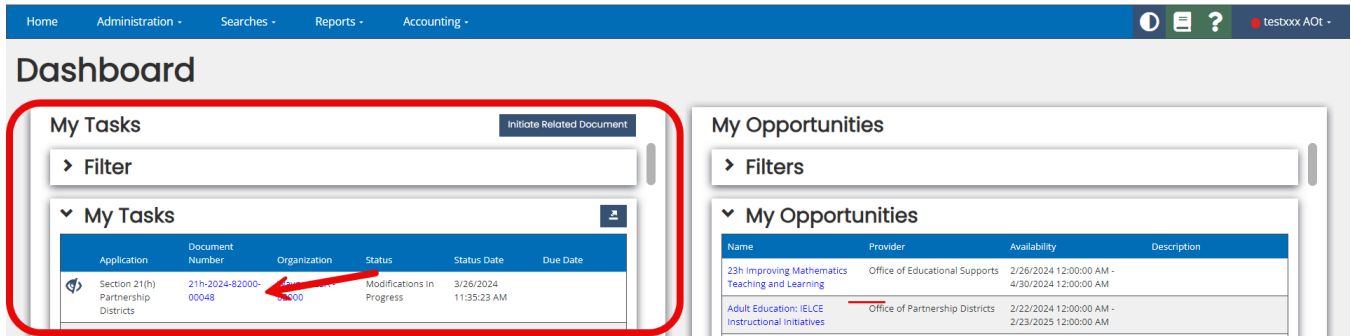 Home Administration Searches Reports Accounting ? testxxx AOt
Dashboard
My Tasks Initiate Related Document
Filter
My Tasks
Application Document Number Organization Status Status Date Due Date
Section 21(h) Partnership Districts 21h-2024-82000-00048 82000 Modifications In Progress 3/26/2024 11:35:23 AM
My Opportunities
Filters
My Opportunities
Name Provider Availability Description
23h Improving Mathematics Teaching and Learning Office of Educational Supports 2/26/2024 12:00:00 AM - 4/30/2024 12:00:00 AM
Adult Education: IELCE Instructional Initiatives Office of Partnership Districts 2/22/2024 12:00:00 AM - 2/23/2025 12:00:00 AM